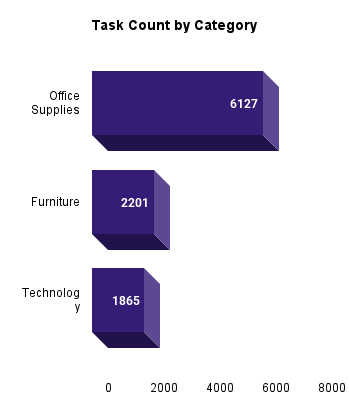 Task Count by Category
Office
Supplies
6127
Furniture
2201
Technolog
y
1865
0 2000 4000 6000 8000